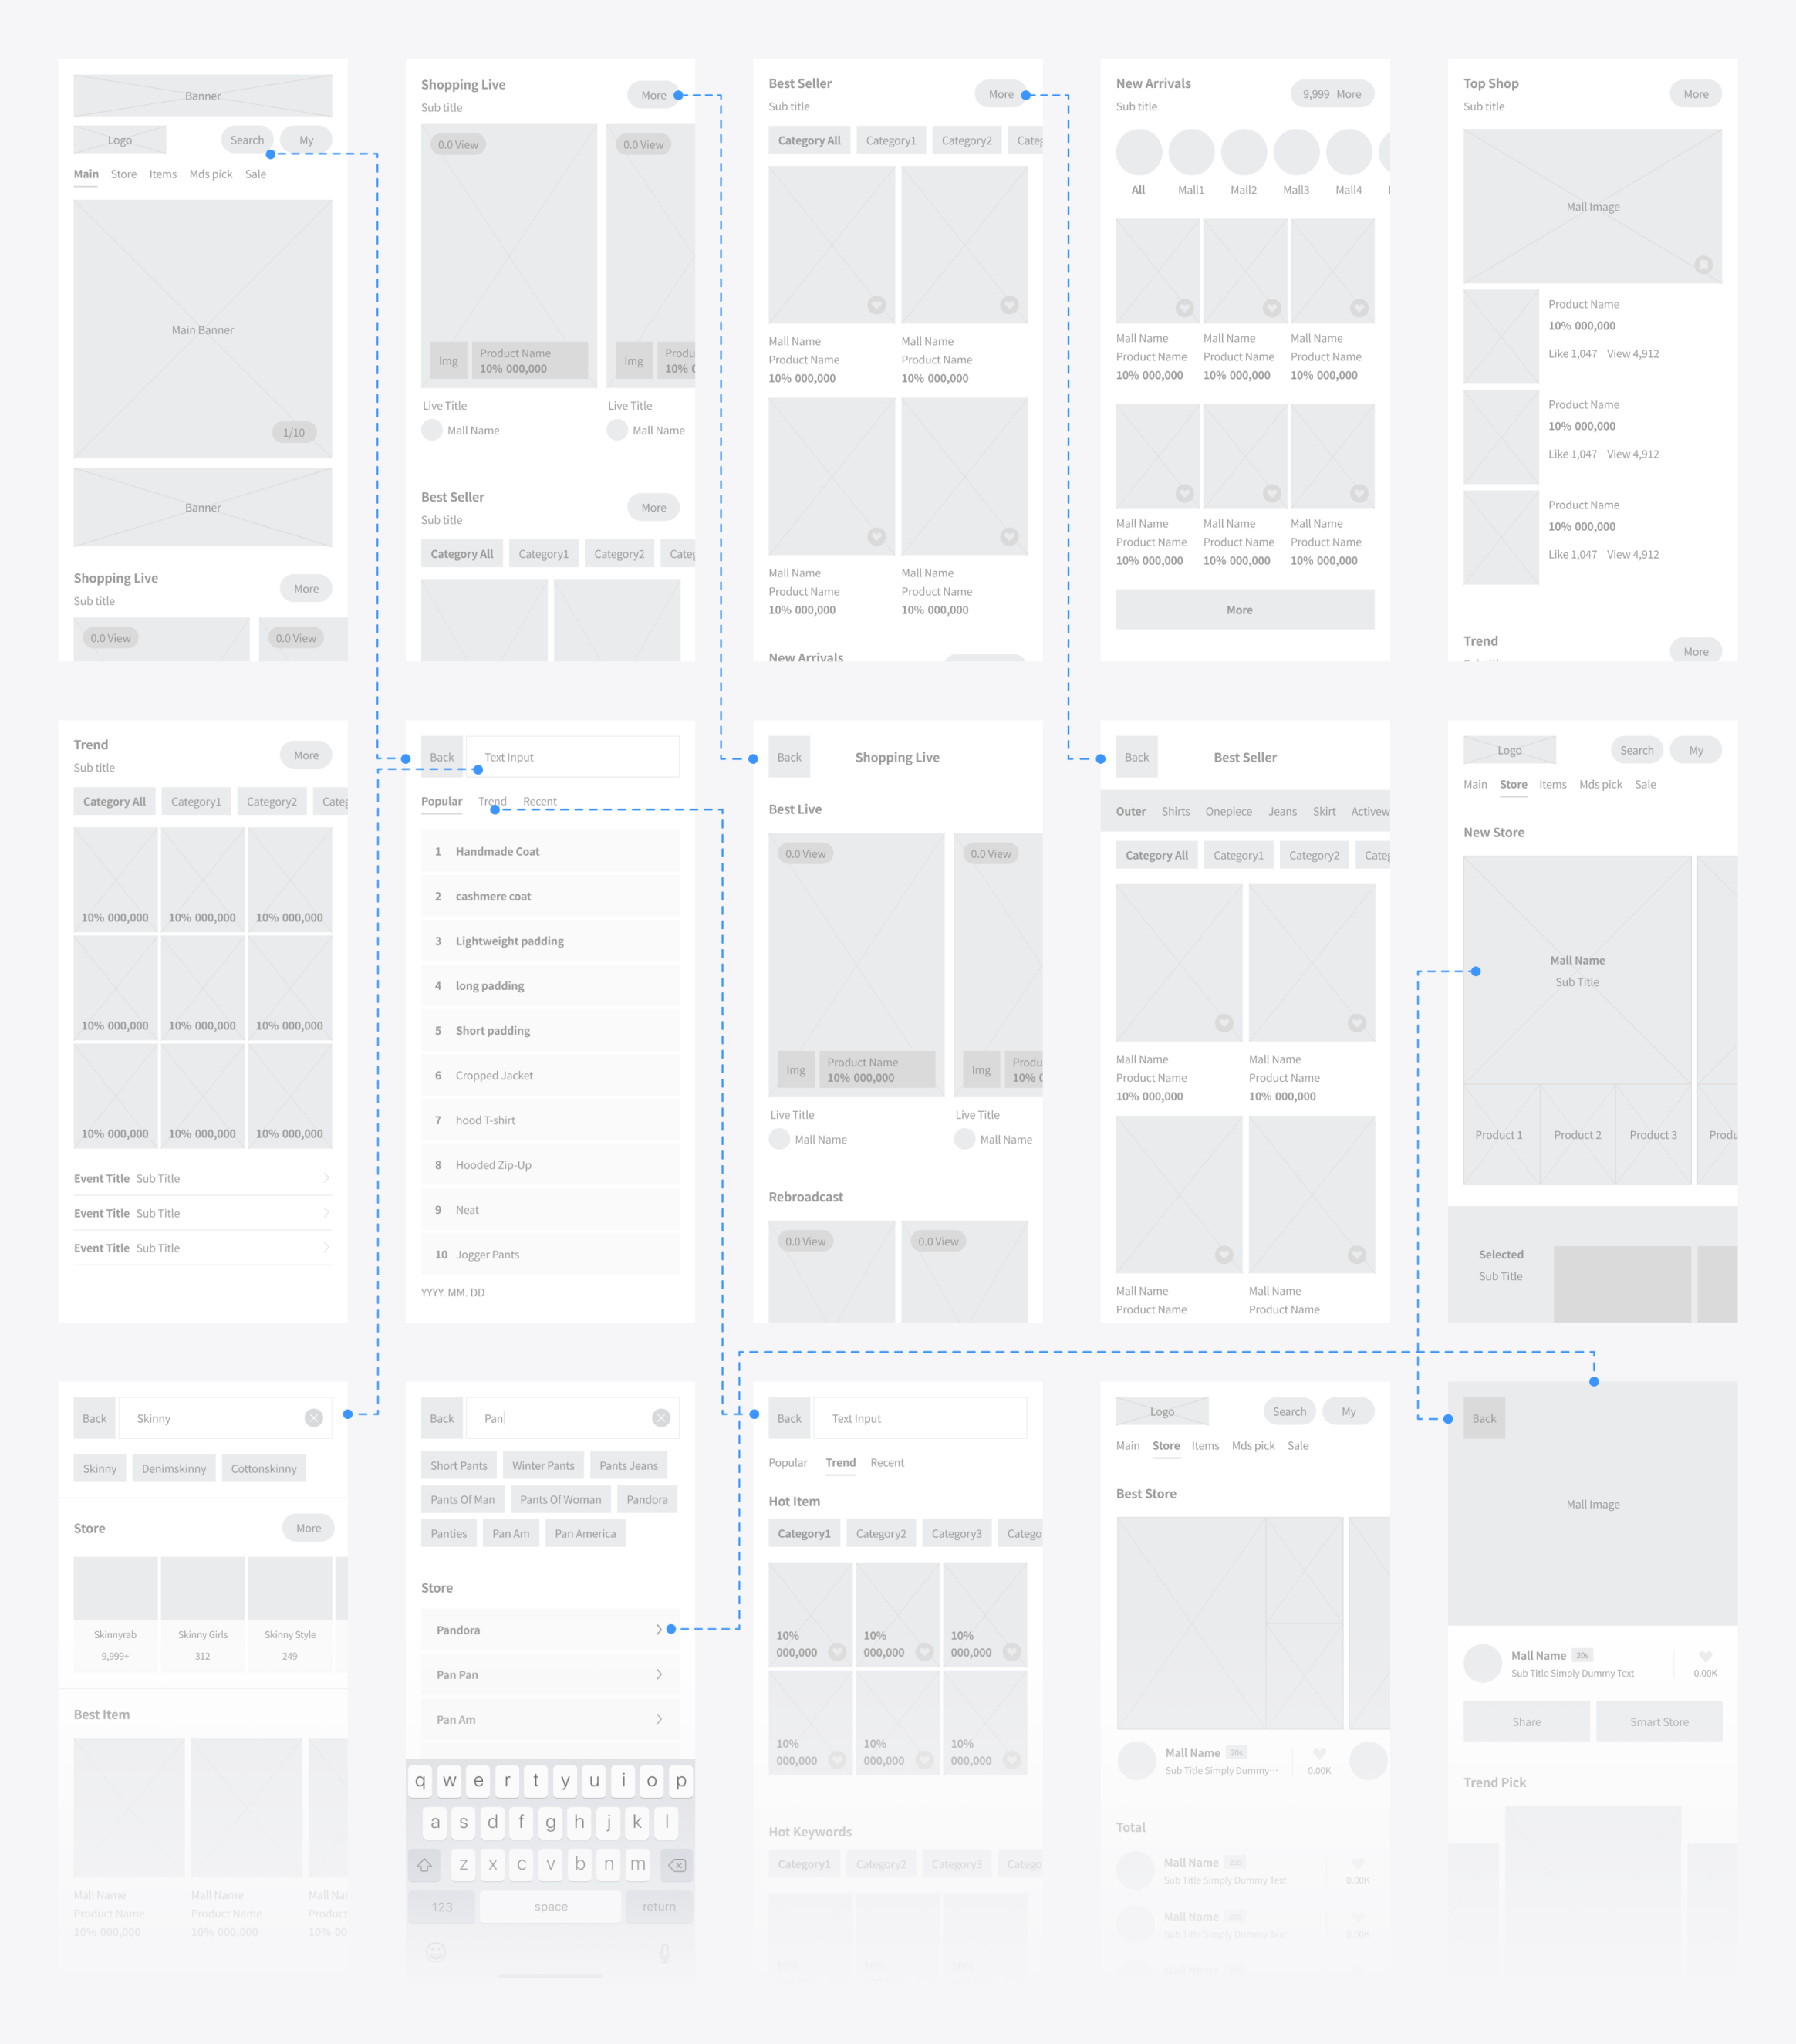 Banner
Logo
Search
My
Main Store Items Mds pick Sale
Main Banner
1/10
Banner
Shopping Live
More
Sub title
0.0 View
0.0 View
Shopping Live
Sub title
More
0.0 View
0.0 View
Img
Product Name
10% 000,000
Img
Produ
10% 0
Live Title
Live Title
Mall Name
Mall Name
Best Seller
Sub title
More
Category All Category1 Category2 Categ
Best Seller
Sub title
More
Category All Category1 Category2 Categ
Mall Name Mall Name
Product Name Product Name
10% 000,000 10% 000,000
Mall Name Mall Name
Product Name Product Name
10% 000,000 10% 000,000
New Arrivals
New Arrivals
Sub title
9,999 More
All Mall1 Mall2 Mall3 Mall4
Mall Name Mall Name Mall Name
Product Name Product Name Product Name
10% 000,000 10% 000,000 10% 000,000
Mall Name Mall Name Mall Name
Product Name Product Name Product Name
10% 000,000 10% 000,000 10% 000,000
More
Top Shop
Sub title
More
Mall Image
Product Name
10% 000,000
Like 1,047 View 4,912
Product Name
10% 000,000
Like 1,047 View 4,912
Product Name
10% 000,000
Like 1,047 View 4,912
Trend
More
Trend
Sub title
More
Category All Category1 Category2 Categ
10% 000,000 10% 000,000 10% 000,000
10% 000,000 10% 000,000 10% 000,000
10% 000,000 10% 000,000 10% 000,000
Event Title Sub Title
Event Title Sub Title
Event Title Sub Title
Back
Text Input
Popular Trend Recent
1 Handmade Coat
2 cashmere coat
3 Lightweight padding
4 long padding
5 Short padding
6 Cropped Jacket
7 hood T-shirt
8 Hooded Zip-Up
9 Neat
10 Jogger Pants
YYYY. MM. DD
Back
Shopping Live
Best Live
0.0 View
0.0 View
Img
Product Name
10% 000,000
Img
Produ
10% 0
Live Title
Live Title
Mall Name
Mall Name
Rebroadcast
0.0 View
0.0 View
Back
Best Seller
Outer Shirts Onepiece Jeans Skirt Activew
Category All Category1 Category2 Categ
Mall Name Mall Name
Product Name Product Name
10% 000,000 10% 000,000
Mall Name Mall Name
Product Name Product Name
Logo
Search
My
Main Store Items Mds pick Sale
New Store
Mall Name
Sub Title
Product 1 Product 2 Product 3 Produ
Selected
Sub Title
Back
Skinny
Skinny Denimskinny Cottonskinny
Store
More
Skinnyrab Skinny Girls Skinny Style
9,999+ 312 249
Best Item
Mall Name Mall Name Mall Nam
Product Name Product Name Product
10% 000,000 10% 000,000 10% 00
Back
Pan
Short Pants Winter Pants Pants Jeans
Pants Of Man Pants Of Woman Pandora
Panties Pan Am Pan America
Store
Pandora
Pan Pan
Pan Am
q w e r t y u i o p
a s d f g h j k l
z x c v b n m
123 space return
Back
Text Input
Popular Trend Recent
Hot Item
Category1 Category2 Category3 Catego
10% 10% 10%
000,000 000,000 000,000
10% 10% 10%
000,000 000,000 000,000
Hot Keywords
Category1 Category2 Category3 Catego
10% 10% 10%
Logo
Search
My
Main Store Items Mds pick Sale
Best Store
Mall Name 20s
Sub Title Simply Dummy···
0.00K
Total
Mall Name 20s
Sub Title Simply Dummy Text
0.00K
Mall Name 20s
Sub Title Simply Dummy Text
0.00K
Mall Name
Back
Mall Image
Mall Name 20s
Sub Title Simply Dummy Text
0.00K
Share
Smart Store
Trend Pick